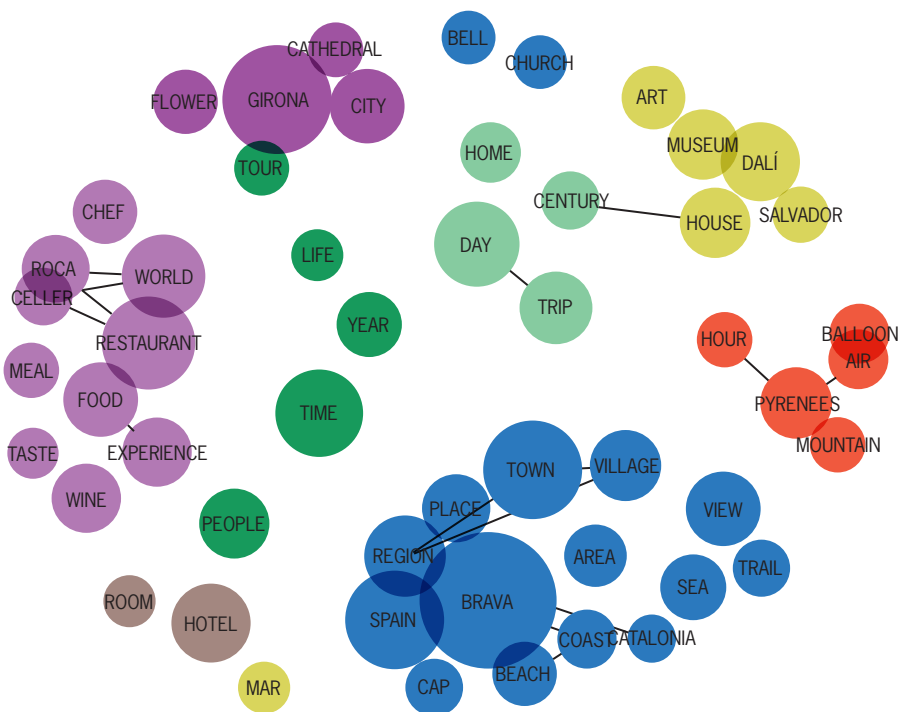 BELL
CATHEDRAL
CHURCH
ART
GIRONA
FLOWER
CITY
MUSEUM
HOME
DALÍ
TOUR
CENTURY
CHEF
SALVADOR
HOUSE
DAY
LIFE
ROCA
WORLD
CELLER
TRIP
YEAR
BALLOON
HOUR
RESTAURANT
AIR
MEAL
FOOD
PYRENEES
TIME
MOUNTAIN
TASTE
EXPERIENCE
VILLAGE
TOWN
WINE
PLACE
VIEW
PEOPLE
REGION
AREA
TRAIL
SEA
ROOM
BRAVA
SPAIN
HOTEL
COAST
CATALONIA
BEACH
MAR
CAP